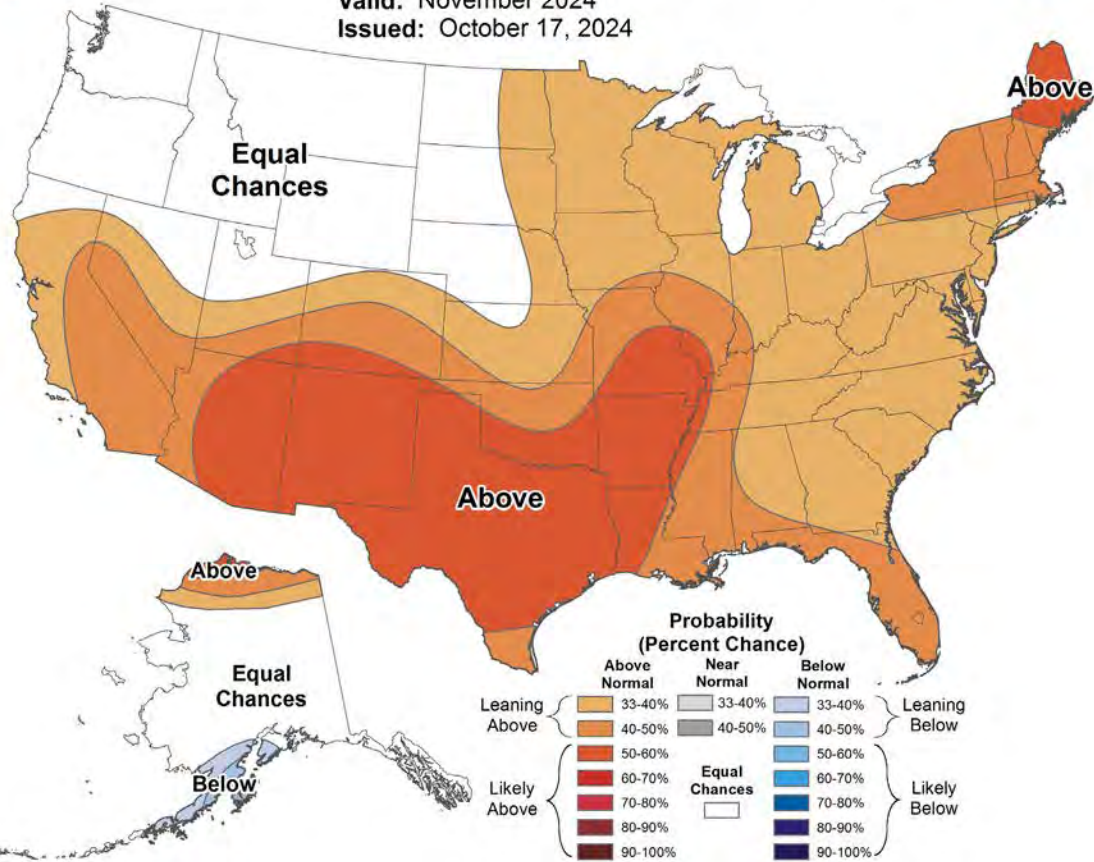 Valid: November 2024
Issued: October 17, 2024
Above
Equal
Chances
Above
Above
Equal
Chances
Below
Probability
(Percent Chance)
Above
Normal
Near
Normal
Below
Normal
Leaning
Above
33-40%
33-40%
33-40%
Leaning
Below
40-50%
40-50%
40-50%
Likely
Above
50-60%
50-60%
60-70%
Equal
Chances
60-70%
70-80%
70-80%
Likely
Below
80-90%
80-90%
90-100%
90-100%